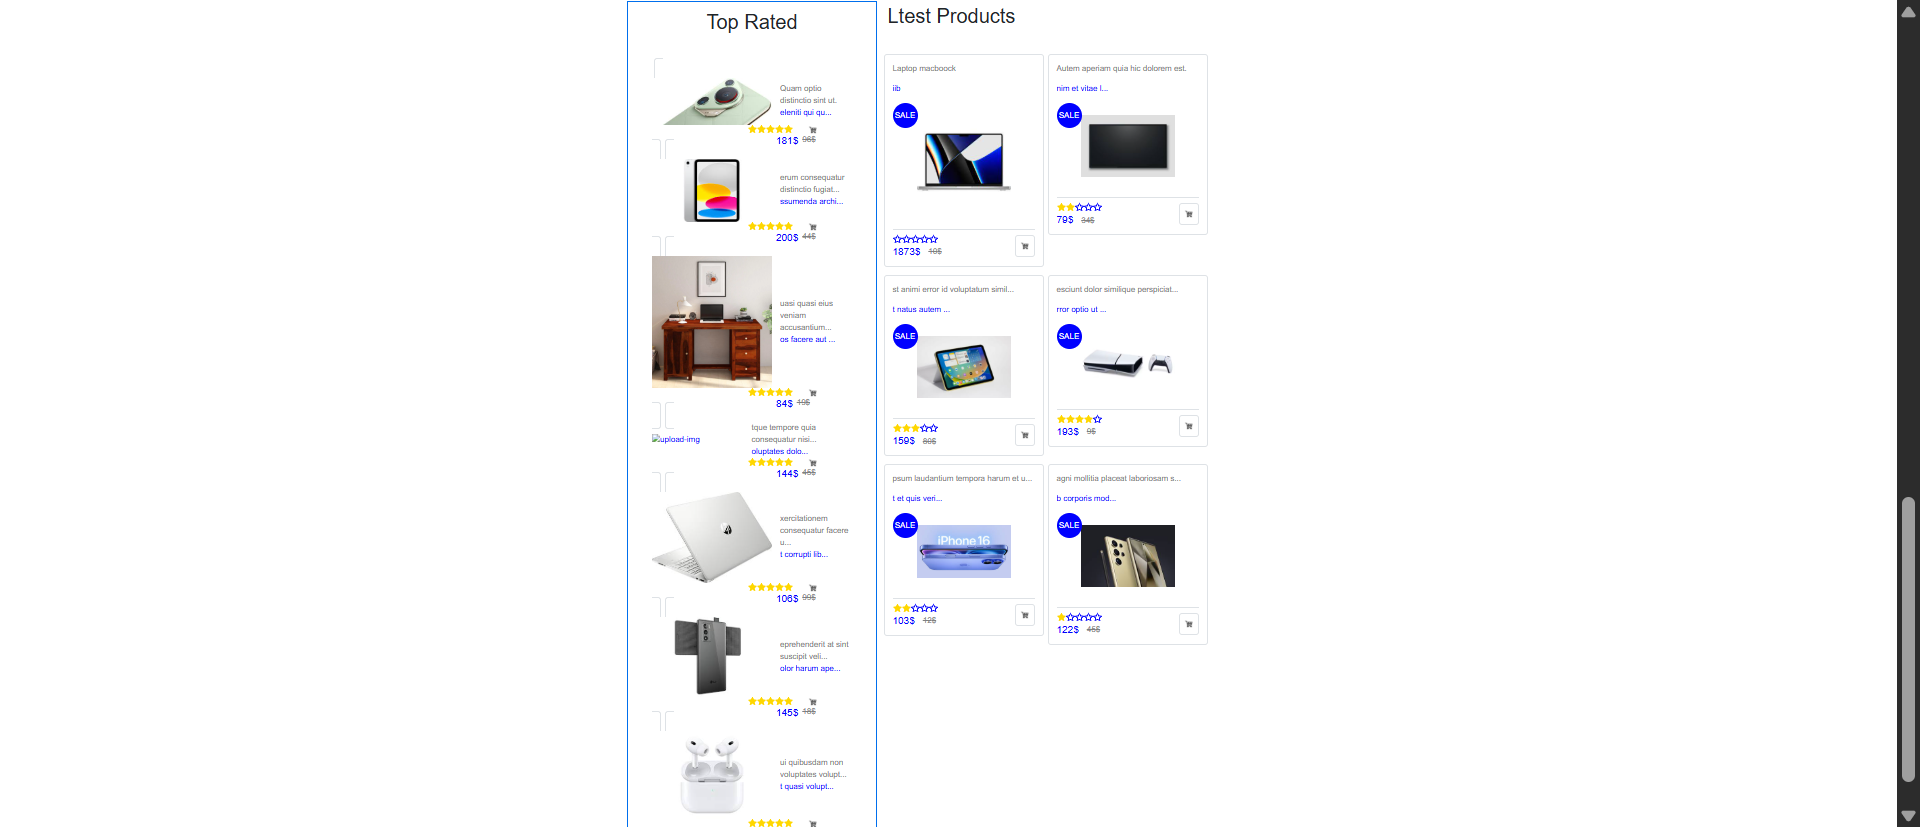 Top Rated
Quam optio
distinctio sint ut.
eleniti qui qu...
181$ 96$
erum consequatur
distinctio fugiat...
ssumenda archi...
200$ 44$
uasi quasi eius
veniam
accusantium...
os facere aut ...
84$ 19$
upload-img
tque tempore quia
consequatur nisi...
oluptates dolo...
144$ 45$
xercitationem
consequatur facere
u...
t corrupti lib...
106$ 99$
eprehenderit at sint
suscipit veli...
olor harum ape...
145$ 18$
ui quibusdam non
voluptates volupt...
t quasi volupt...
Ltest Products
Laptop macboock
iib
SALE
1873$ 10$
Autem aperiam quia hic dolorem est.
nim et vitae l...
SALE
79$ 34$
st animi error id voluptatum simil...
t natus autem ...
SALE
159$ 80$
esciunt dolor similique perspiciat...
rror optio ut ...
SALE
193$ 9$
psum laudantium tempora harum et u...
t et quis veri...
SALE
iPhone 16
103$ 12$
agni mollitia placeat laboriosam s...
b corporis mod...
SALE
122$ 45$